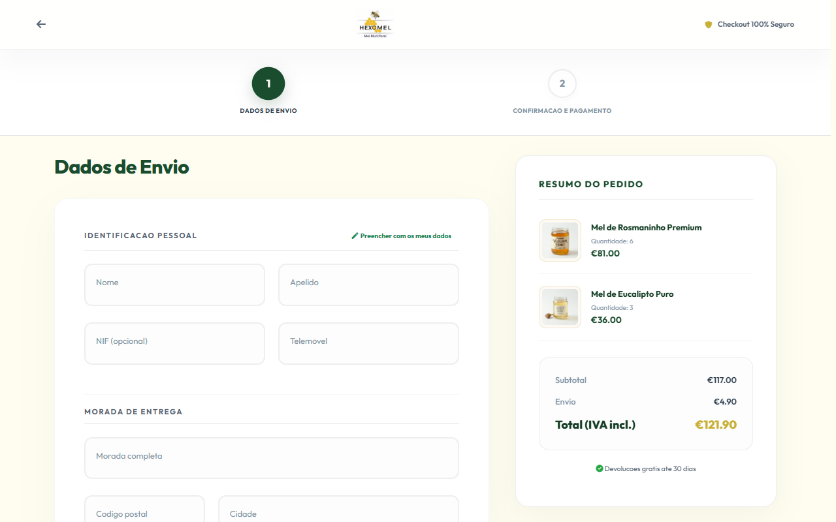 HEXOMEL
Checkout 100% Seguro
1
2
DADOS DE ENVIO
CONFIRMACAO E PAGAMENTO
Dados de Envio
IDENTIFICACAO PESSOAL
Preencher com os meus dados
Nome
Apelido
NIF (opcional)
Telemovel
MORADA DE ENTREGA
Morada completa
Codigo postal
Cidade
RESUMO DO PEDIDO
Mel de Rosmaninho Premium
Quantidade: 6
€81.00
Mel de Eucalipto Puro
Quantidade: 3
€36.00
Subtotal €117.00
Envio €4.90
Total (IVA incl.) €121.90
Devolucoes gratis ate 30 dias